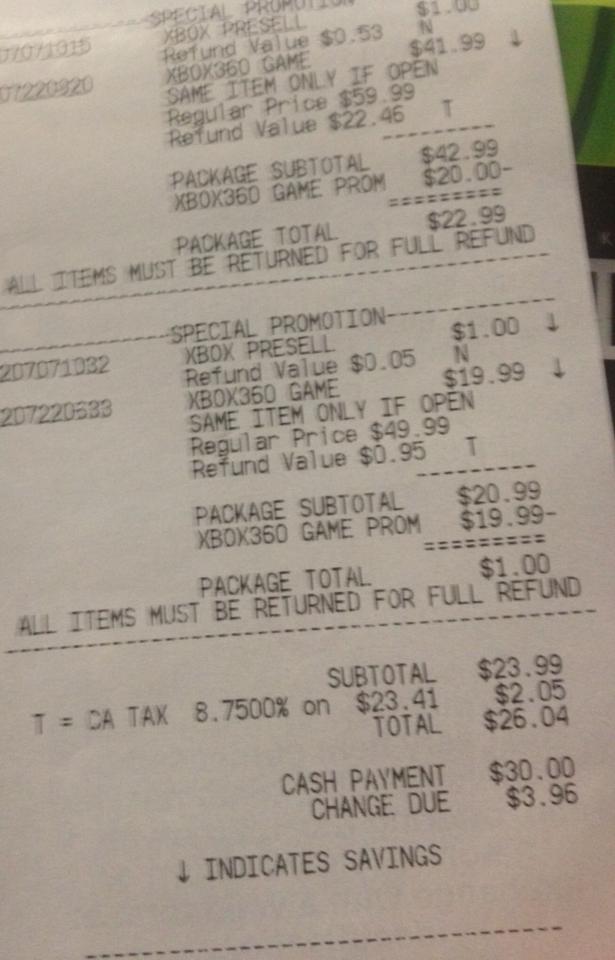 SPECIAL PROMOTION
XBOX PRESELL $1.00
207071015 Refund Value $0.53 N
XBOX360 GAME $41.99 ↓
207220920 SAME ITEM ONLY IF OPEN
Regular Price $59.99
Refund Value $22.46 T
PACKAGE SUBTOTAL $42.99
XBOX360 GAME PROM $20.00-
=========
PACKAGE TOTAL $22.99
ALL ITEMS MUST BE RETURNED FOR FULL REFUND
SPECIAL PROMOTION
XBOX PRESELL $1.00 ↓
207071032 Refund Value $0.05 N
XBOX360 GAME $19.99 ↓
207220633 SAME ITEM ONLY IF OPEN
Regular Price $49.99
Refund Value $0.95 T
PACKAGE SUBTOTAL $20.99
XBOX360 GAME PROM $19.99-
=========
PACKAGE TOTAL $1.00
ALL ITEMS MUST BE RETURNED FOR FULL REFUND
SUBTOTAL $23.99
T = CA TAX 8.7500% on $23.41 $2.05
TOTAL $26.04
CASH PAYMENT $30.00
CHANGE DUE $3.96
↓ INDICATES SAVINGS